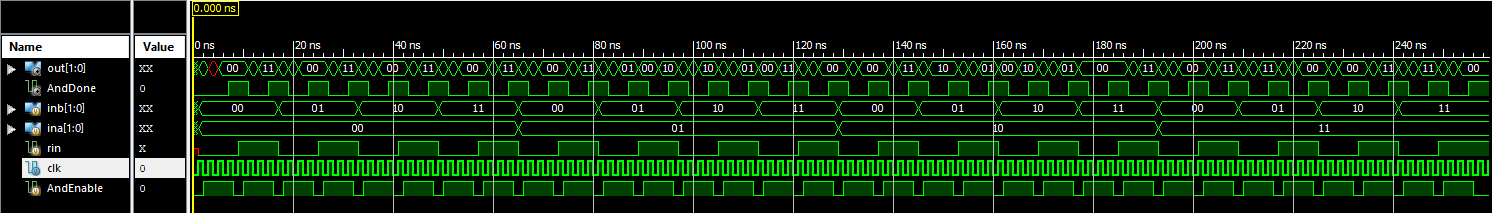 0.000 ns
Name Value
0 ns 20 ns 40 ns 60 ns 80 ns 100 ns 120 ns 140 ns 160 ns 180 ns 200 ns 220 ns 240 ns
out[1:0] XX 00 11 00 11 00 11 00 11 00 11 01 00 10 10 01 00 11 00 11 10 01 00 10 01 00 11 00 11 11 00 11 00 11 11 00
AndDone 0
inb[1:0] XX 00 01 10 11 00 01 10 11 00 01 10 11 00 01 10 11
ina[1:0] XX 00 01 10 11
rin X
clk 0
AndEnable 0